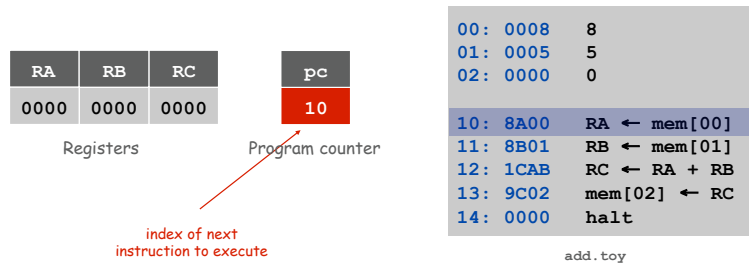 RA RB RC
0000 0000 0000
Registers
pc
10
Program counter
index of next
instruction to execute
00: 0008 8
01: 0005 5
02: 0000 0
10: 8A00 RA ← mem[00]
11: 8B01 RB ← mem[01]
12: 1CAB RC ← RA + RB
13: 9C02 mem[02] ← RC
14: 0000 halt
add.toy